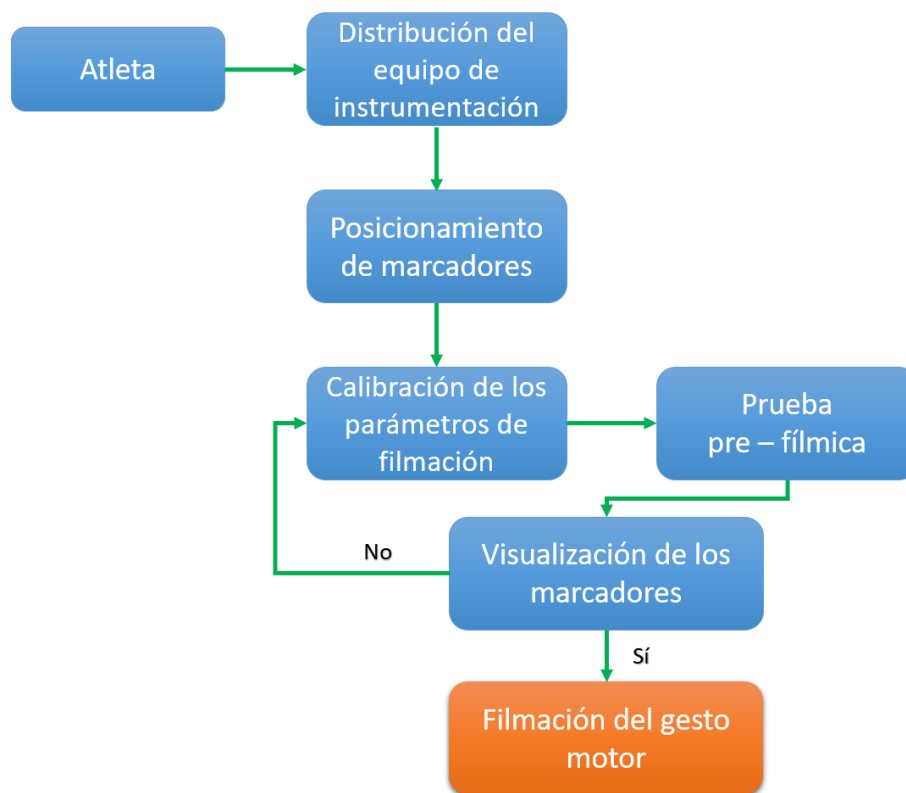 Atleta
Distribución del
equipo de
instrumentación
Posicionamiento
de marcadores
Calibración de los
parámetros de
filmación
Prueba
pre – fílmica
No
Visualización de los
marcadores
Sí
Filmación del gesto
motor